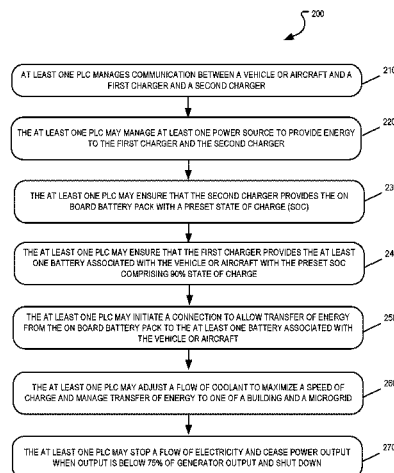 200
AT LEAST ONE PLC MANAGES COMMUNICATION BETWEEN A VEHICLE OR AIRCRAFT AND A
FIRST CHARGER AND A SECOND CHARGER
210
THE AT LEAST ONE PLC MAY MANAGE AT LEAST ONE POWER SOURCE TO PROVIDE ENERGY
TO THE FIRST CHARGER AND THE SECOND CHARGER
220
THE AT LEAST ONE PLC MAY ENSURE THAT THE SECOND CHARGER PROVIDES THE ON
BOARD BATTERY PACK WITH A PRESET STATE OF CHARGE (SOC)
23
THE AT LEAST ONE PLC MAY ENSURE THAT THE FIRST CHARGER PROVIDES THE AT LEAST
ONE BATTERY ASSOCIATED WITH THE VEHICLE OR AIRCRAFT WITH THE PRESET SOC
COMPRISING 90% STATE OF CHARGE
24
THE AT LEAST ONE PLC MAY INITIATE A CONNECTION TO ALLOW TRANSFER OF ENERGY
FROM THE ON BOARD BATTERY PACK TO THE AT LEAST ONE BATTERY ASSOCIATED WITH
THE VEHICLE OR AIRCRAFT
250
THE AT LEAST ONE PLC MAY ADJUST A FLOW OF COOLANT TO MAXIMIZE A SPEED OF
CHARGE AND MANAGE TRANSFER OF ENERGY TO ONE OF A BUILDING AND A MICROGRID
260
THE AT LEAST ONE PLC MAY STOP A FLOW OF ELECTRICITY AND CEASE POWER OUTPUT
WHEN OUTPUT IS BELOW 75% OF GENERATOR OUTPUT AND SHUT DOWN
270